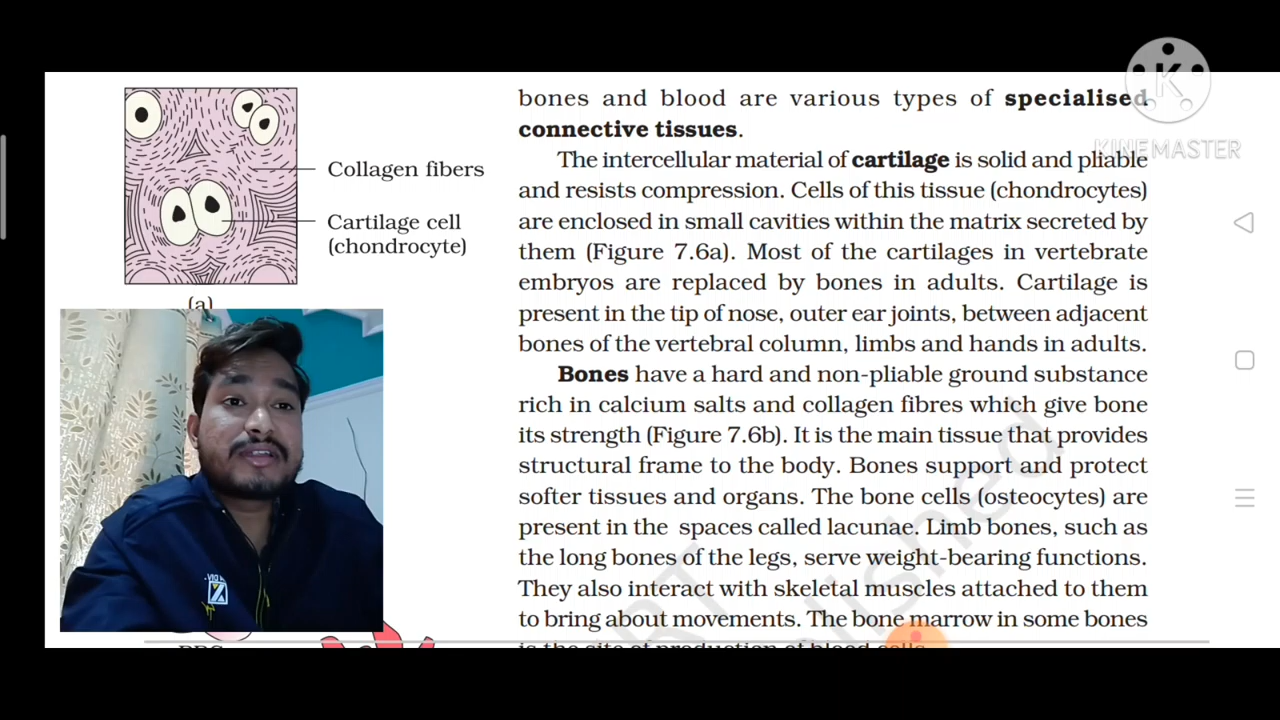 Collagen fibers
Cartilage cell
(chondrocyte)
(a)
bones and blood are various types of specialised
connective tissues.
The intercellular material of cartilage is solid and pliable
and resists compression. Cells of this tissue (chondrocytes)
are enclosed in small cavities within the matrix secreted by
them (Figure 7.6a). Most of the cartilages in vertebrate
embryos are replaced by bones in adults. Cartilage is
present in the tip of nose, outer ear joints, between adjacent
bones of the vertebral column, limbs and hands in adults.
Bones have a hard and non-pliable ground substance
rich in calcium salts and collagen fibres which give bone
its strength (Figure 7.6b). It is the main tissue that provides
structural frame to the body. Bones support and protect
softer tissues and organs. The bone cells (osteocytes) are
present in the spaces called lacunae. Limb bones, such as
the long bones of the legs, serve weight-bearing functions.
They also interact with skeletal muscles attached to them
to bring about movements. The bone marrow in some bones
is the site of production of blood cells.
KINEMASTER